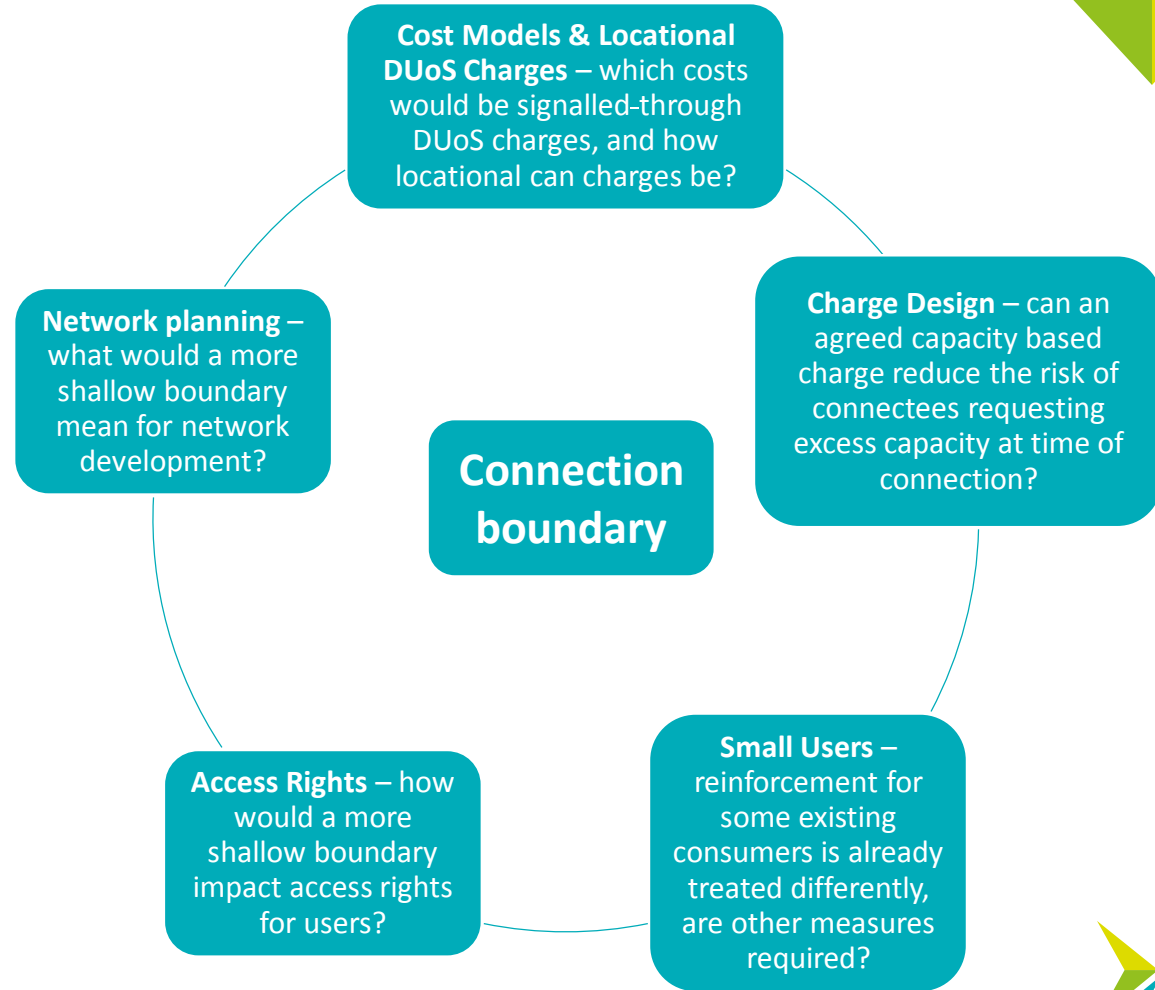 Cost Models & Locational
DUoS Charges – which costs
would be signalled-through
DUoS charges, and how
locational can charges be?
Charge Design – can an
agreed capacity based
charge reduce the risk of
connectees requesting
excess capacity at time of
connection?
Small Users –
reinforcement for
some existing
consumers is already
treated differently,
are other measures
required?
Access Rights – how
would a more
shallow boundary
impact access rights
for users?
Network planning –
what would a more
shallow boundary
mean for network
development?
Connection
boundary